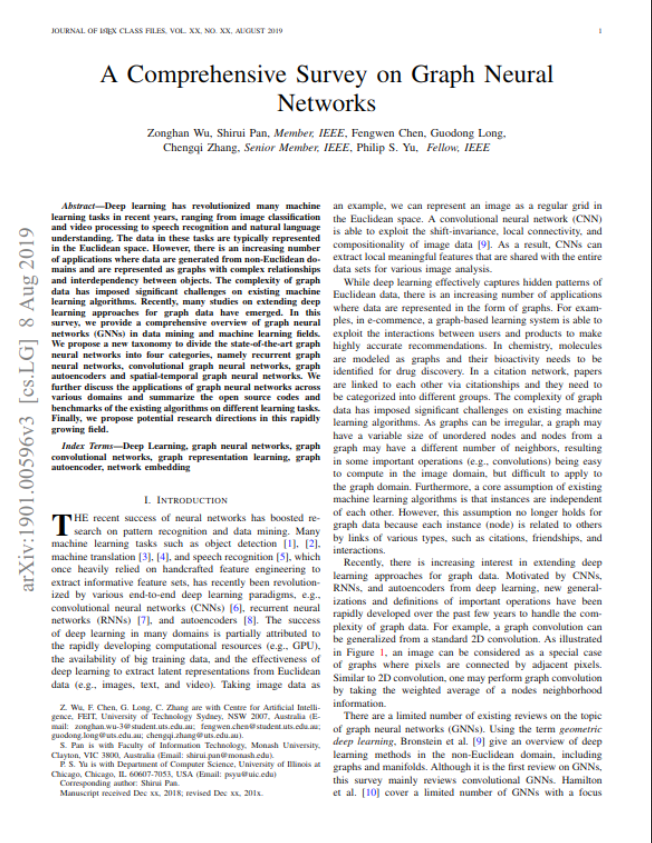 JOURNAL OF LATEX CLASS FILES, VOL. XX, NO. XX, AUGUST 2019 1
A Comprehensive Survey on Graph Neural
Networks
Zonghan Wu, Shirui Pan, Member, IEEE, Fengwen Chen, Guodong Long,
Chengqi Zhang, Senior Member, IEEE, Philip S. Yu, Fellow, IEEE
arXiv:1901.00596v3 [cs.LG] 8 Aug 2019
Abstract—Deep learning has revolutionized many machine
learning tasks in recent years, ranging from image classification
and video processing to speech recognition and natural language
understanding. The data in these tasks are typically represented
in the Euclidean space. However, there is an increasing number
of applications where data are generated from non-Euclidean do-
mains and are represented as graphs with complex relationships
and interdependency between objects. The complexity of graph
data has imposed significant challenges on existing machine
learning algorithms. Recently, many studies on extending deep
learning approaches for graph data have emerged. In this
survey, we provide a comprehensive overview of graph neural
networks (GNNs) in data mining and machine learning fields.
We propose a new taxonomy to divide the state-of-the-art graph
neural networks into four categories, namely recurrent graph
neural networks, convolutional graph neural networks, graph
autoencoders and spatial-temporal graph neural networks. We
further discuss the applications of graph neural networks across
various domains and summarize the open source codes and
benchmarks of the existing algorithms on different learning tasks.
Finally, we propose potential research directions in this rapidly
growing field.
Index Terms—Deep Learning, graph neural networks, graph
convolutional networks, graph representation learning, graph
autoencoder, network embedding
I. INTRODUCTION
THE recent success of neural networks has boosted re-
search on pattern recognition and data mining. Many
machine learning tasks such as object detection [1], [2],
machine translation [3], [4], and speech recognition [5], which
once heavily relied on handcrafted feature engineering to
extract informative feature sets, has recently been revolution-
ized by various end-to-end deep learning paradigms, e.g.,
convolutional neural networks (CNNs) [6], recurrent neural
networks (RNNs) [7], and autoencoders [8]. The success
of deep learning in many domains is partially attributed to
the rapidly developing computational resources (e.g., GPU),
the availability of big training data, and the effectiveness of
deep learning to extract latent representations from Euclidean
data (e.g., images, text, and video). Taking image data as
Z. Wu, F. Chen, G. Long, C. Zhang are with Centre for Artificial Intelli-
gence, FEIT, University of Technology Sydney, NSW 2007, Australia (E-
mail: zonghan.wu-3@student.uts.edu.au; fengwen.chen@student.uts.edu.au;
guodong.long@uts.edu.au; chengqi.zhang@uts.edu.au).
S. Pan is with Faculty of Information Technology, Monash University,
Clayton, VIC 3800, Australia (Email: shirui.pan@monash.edu).
P. S. Yu is with Department of Computer Science, University of Illinois at
Chicago, Chicago, IL 60607-7053, USA (Email: psyu@uic.edu)
Corresponding author: Shirui Pan.
Manuscript received Dec xx, 2018; revised Dec xx, 201x.
an example, we can represent an image as a regular grid in
the Euclidean space. A convolutional neural network (CNN)
is able to exploit the shift-invariance, local connectivity, and
compositionality of image data [9]. As a result, CNNs can
extract local meaningful features that are shared with the entire
data sets for various image analysis.
While deep learning effectively captures hidden patterns of
Euclidean data, there is an increasing number of applications
where data are represented in the form of graphs. For exam-
ples, in e-commence, a graph-based learning system is able to
exploit the interactions between users and products to make
highly accurate recommendations. In chemistry, molecules
are modeled as graphs and their bioactivity needs to be
identified for drug discovery. In a citation network, papers
are linked to each other via citationships and they need to
be categorized into different groups. The complexity of graph
data has imposed significant challenges on existing machine
learning algorithms. As graphs can be irregular, a graph may
have a variable size of unordered nodes and nodes from a
graph may have a different number of neighbors, resulting
in some important operations (e.g., convolutions) being easy
to compute in the image domain, but difficult to apply to
the graph domain. Furthermore, a core assumption of existing
machine learning algorithms is that instances are independent
of each other. However, this assumption no longer holds for
graph data because each instance (node) is related to others
by links of various types, such as citations, friendships, and
interactions.
Recently, there is increasing interest in extending deep
learning approaches for graph data. Motivated by CNNs,
RNNs, and autoencoders from deep learning, new general-
izations and definitions of important operations have been
rapidly developed over the past few years to handle the com-
plexity of graph data. For example, a graph convolution can
be generalized from a standard 2D convolution. As illustrated
in Figure 1, an image can be considered as a special case
of graphs where pixels are connected by adjacent pixels.
Similar to 2D convolution, one may perform graph convolution
by taking the weighted average of a nodes neighborhood
information.
There are a limited number of existing reviews on the topic
of graph neural networks (GNNs). Using the term geometric
deep learning, Bronstein et al. [9] give an overview of deep
learning methods in the non-Euclidean domain, including
graphs and manifolds. Although it is the first review on GNNs,
this survey mainly reviews convolutional GNNs. Hamilton
et al. [10] cover a limited number of GNNs with a focus